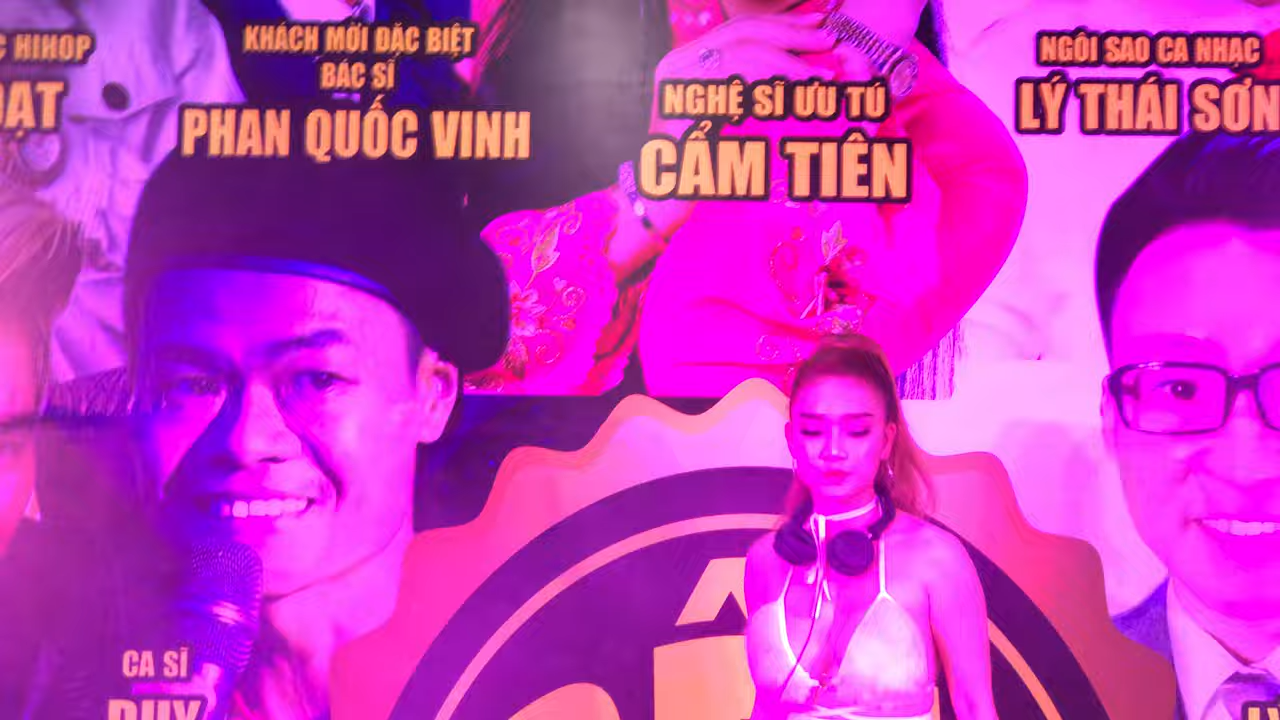 HIHOP
ĐẠT
KHÁCH MỜI ĐẶC BIỆT
BÁC SĨ
PHAN QUỐC VINH
NGHỆ SĨ ƯU TÚ
CẨM TIÊN
NGÔI SAO CA NHẠC
LÝ THÁI SƠN
CA SĨ
DUY